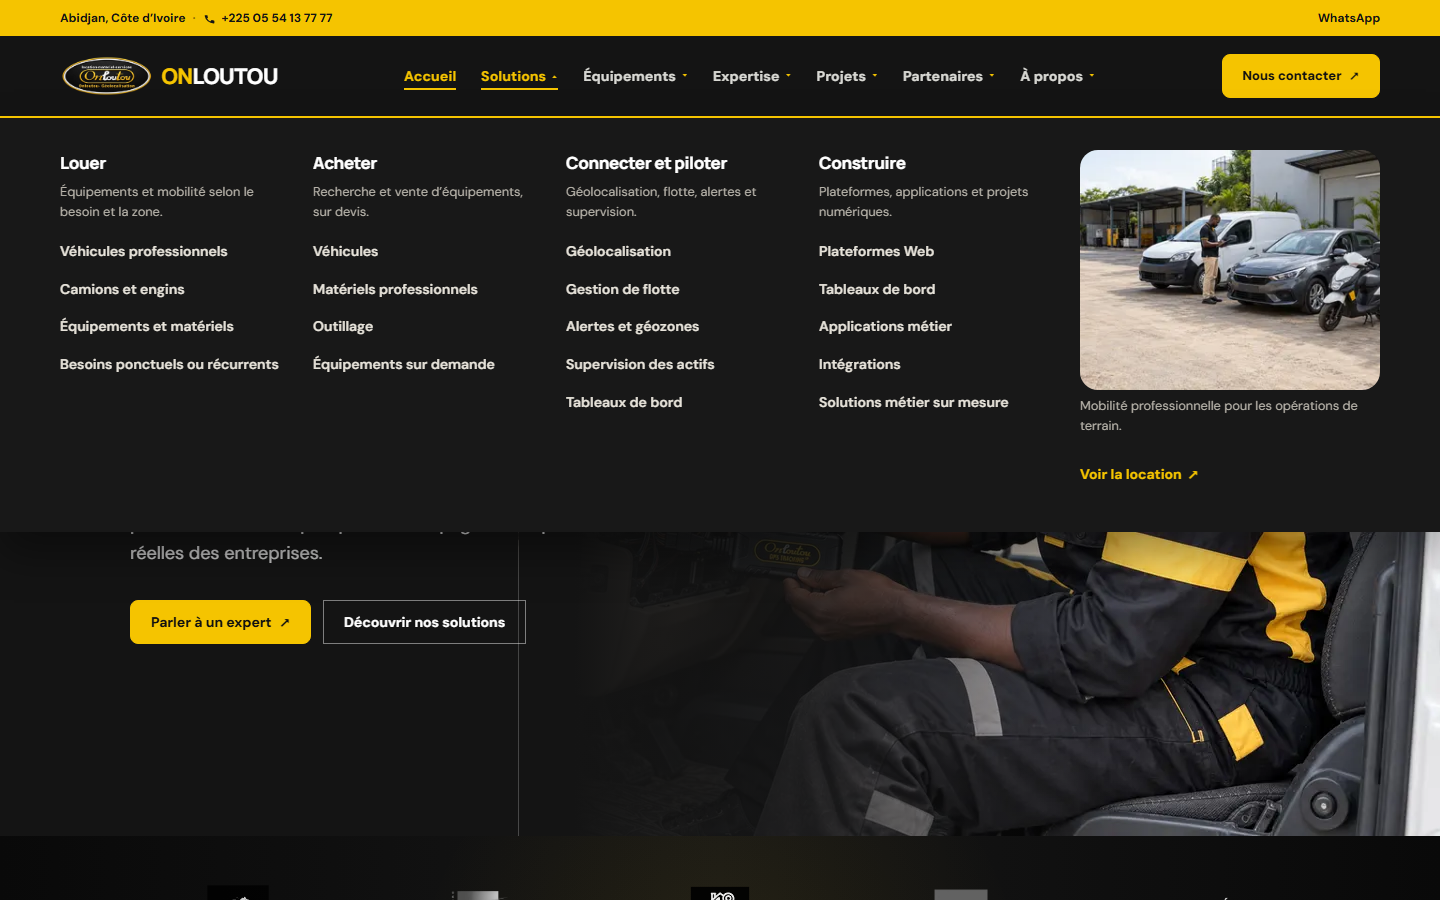 Abidjan, Côte d’Ivoire · +225 05 54 13 77 77
WhatsApp
OnLoutou
ONLOUTOU
Accueil
Solutions
Équipements
Expertise
Projets
Partenaires
À propos
Nous contacter ↗
Louer
Équipements et mobilité selon le
besoin et la zone.
Véhicules professionnels
Camions et engins
Équipements et matériels
Besoins ponctuels ou récurrents
Acheter
Recherche et vente d’équipements,
sur devis.
Véhicules
Matériels professionnels
Outillage
Équipements sur demande
Connecter et piloter
Géolocalisation, flotte, alertes et
supervision.
Géolocalisation
Gestion de flotte
Alertes et géozones
Supervision des actifs
Tableaux de bord
Construire
Plateformes, applications et projets
numériques.
Plateformes Web
Tableaux de bord
Applications métier
Intégrations
Solutions métier sur mesure
Mobilité professionnelle pour les opérations de
terrain.
Voir la location ↗
réelles des entreprises.
Parler à un expert ↗
Découvrir nos solutions
OnLoutou
GPS TRACKING